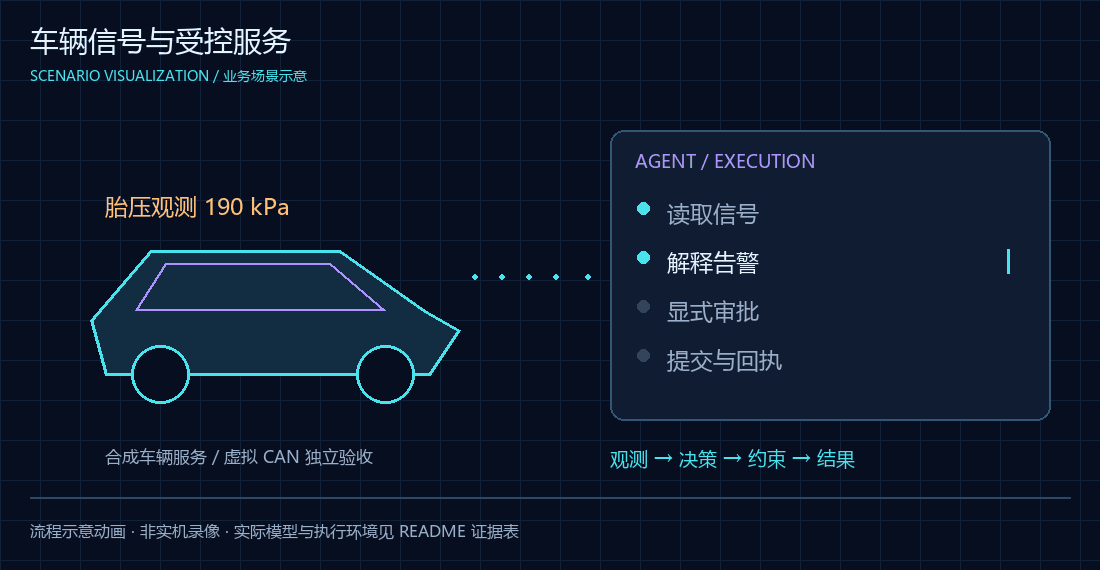 车辆信号与受控服务
SCENARIO VISUALIZATION / 业务场景示意
胎压观测 190 kPa
合成车辆服务 / 虚拟 CAN 独立验收
AGENT / EXECUTION
读取信号
解释告警
显式审批
提交与回执
观测 → 决策 → 约束 → 结果
流程示意动画 · 非实机录像 · 实际模型与执行环境见 README 证据表